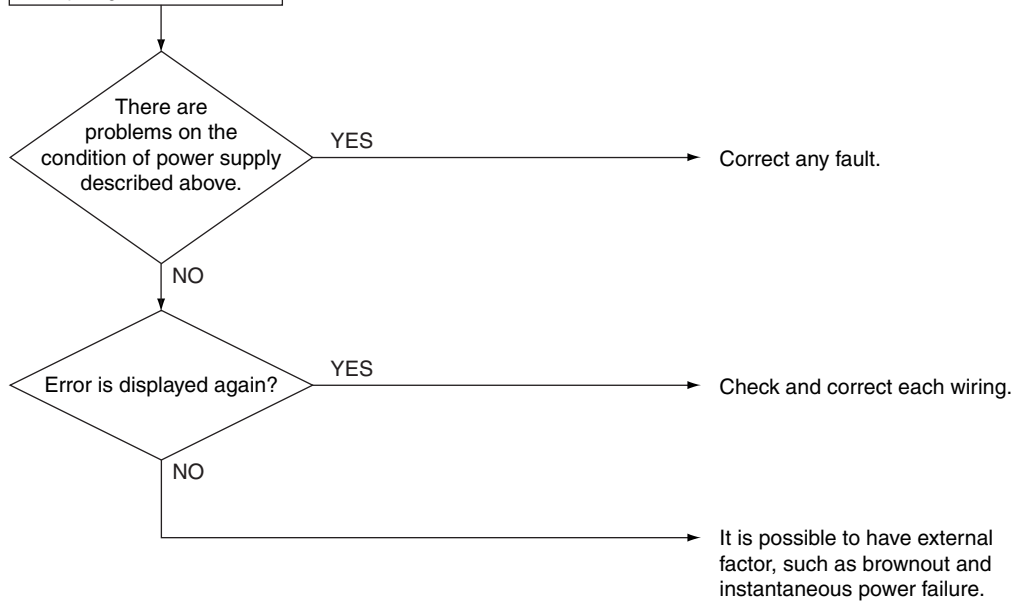 There are
problems on the
condition of power supply
described above.
YES
Correct any fault.
NO
Error is displayed again?
YES
Check and correct each wiring.
NO
It is possible to have external
factor, such as brownout and
instantaneous power failure.